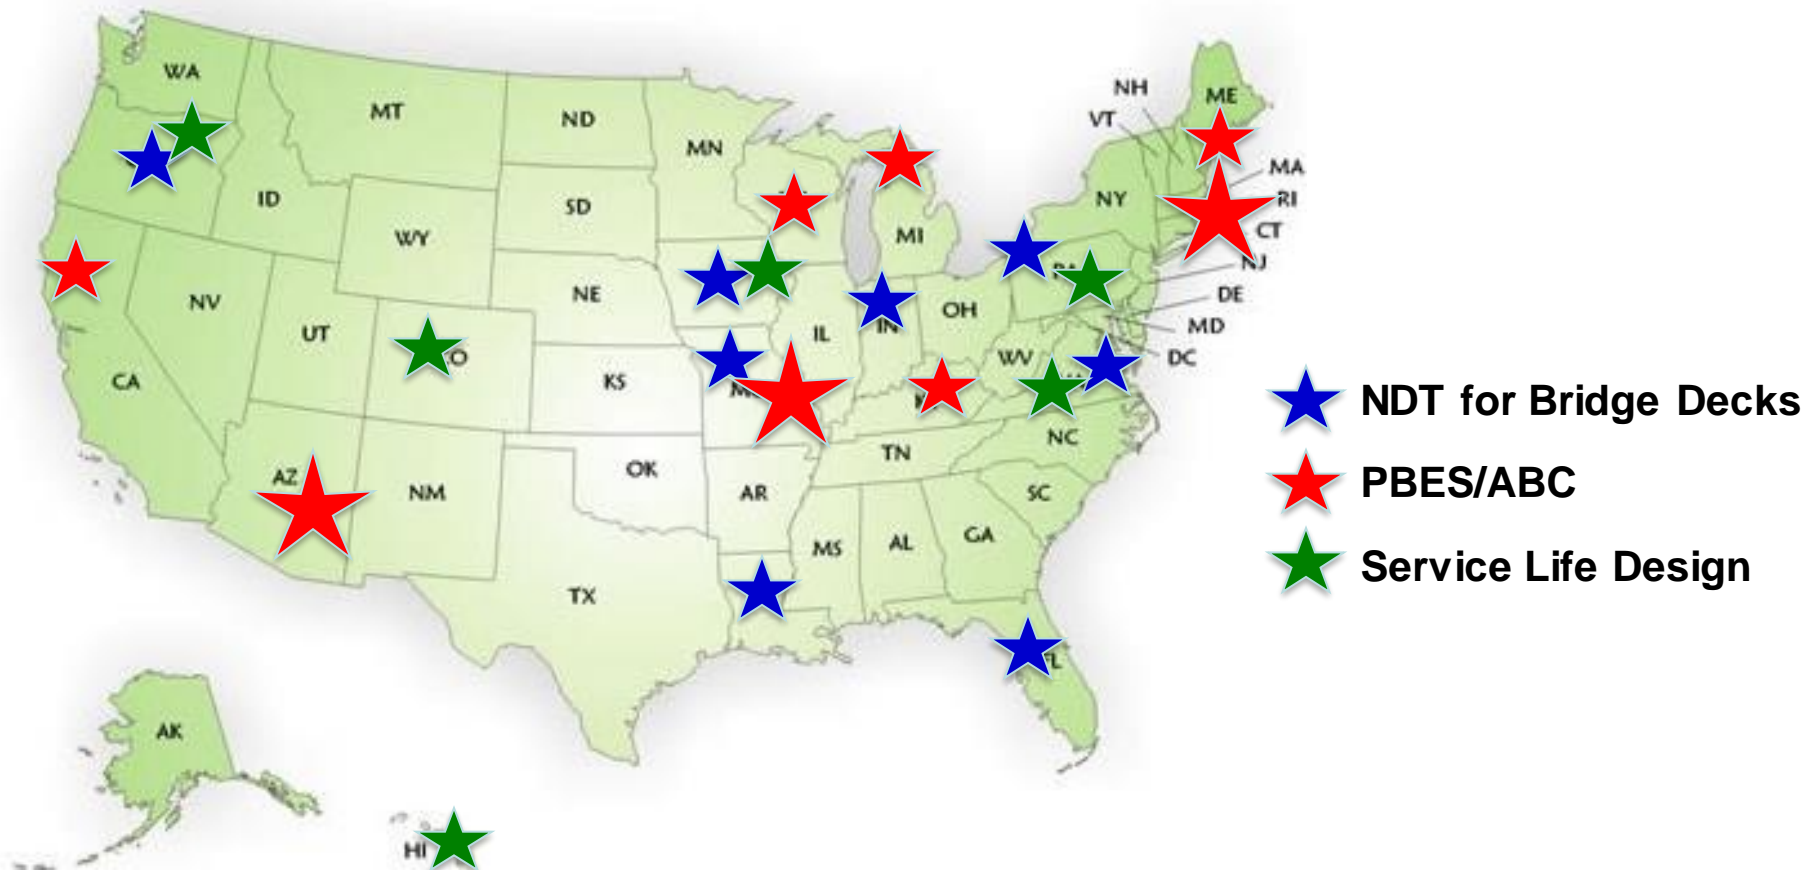 WA
MT
ND
MN
ID
SD
WY
NE
NV
UT
CA
KS
AZ
NM
OK
TX
AR
IL
IN
OH
MI
WV
TN
NC
SC
MS
AL
GA
NY
NH
VT
ME
MA
RI
CT
NJ
DE
MD
DC
AK
HI
NDT for Bridge Decks
PBES/ABC
Service Life Design